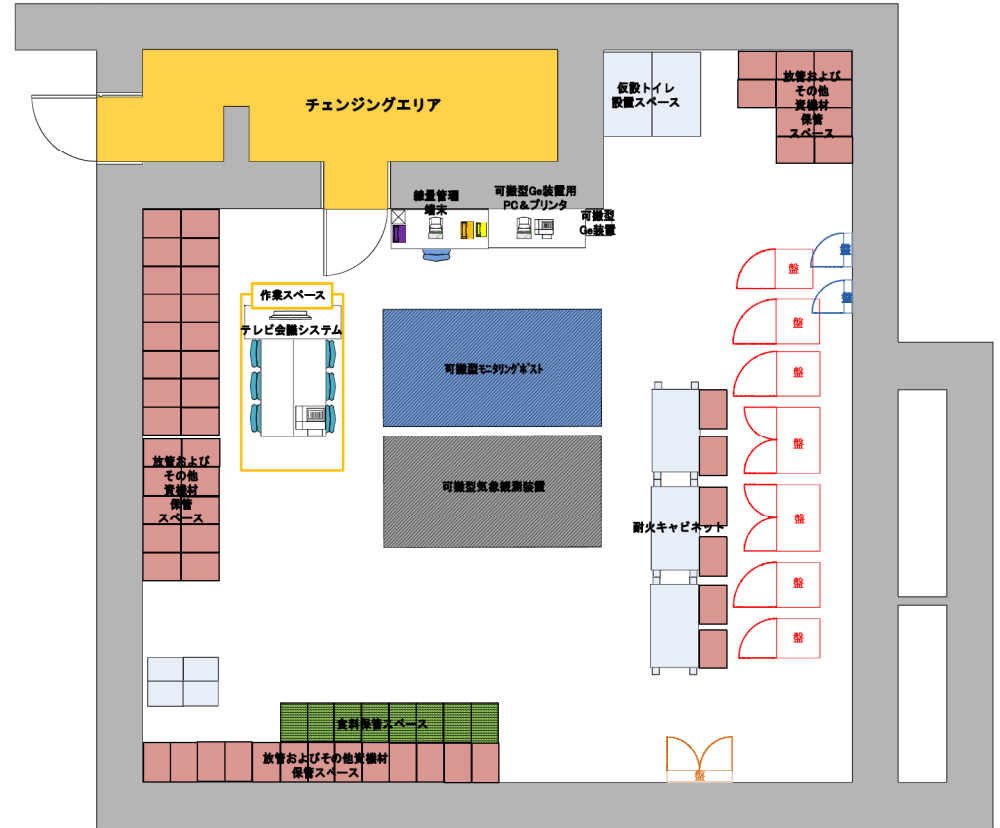 チェンジングエリア
仮設トイレ
設置スペース
放管および
その他
資機材
保管
スペース
線量管理
端末
可搬型Ge装置用
PC＆プリンタ
可搬型
Ge装置
盤
盤
盤
作業スペース
テレビ会議システム
盤
盤
可搬型ﾓﾆﾀﾘﾝｸﾞﾎﾟｽﾄ
盤
放管および
その他
資機材
保管
スペース
可搬型気象観測装置
耐火キャビネット
盤
盤
盤
食料保管スペース
放管およびその他資機材
保管スペース
盤